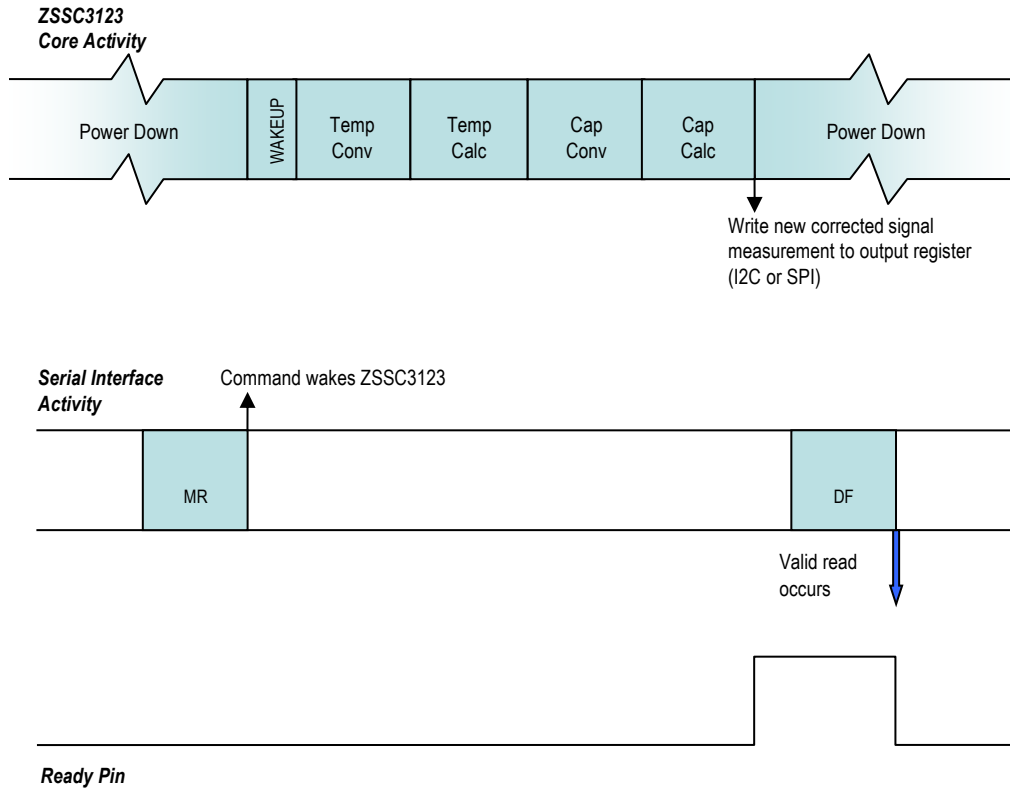 ZSSC3123
Core Activity
Power Down
WAKEUP
Temp
Conv
Temp
Calc
Cap
Conv
Cap
Calc
Power Down
Write new corrected signal
measurement to output register
(I2C or SPI)
Serial Interface
Activity
Command wakes ZSSC3123
MR
DF
Valid read
occurs
Ready Pin